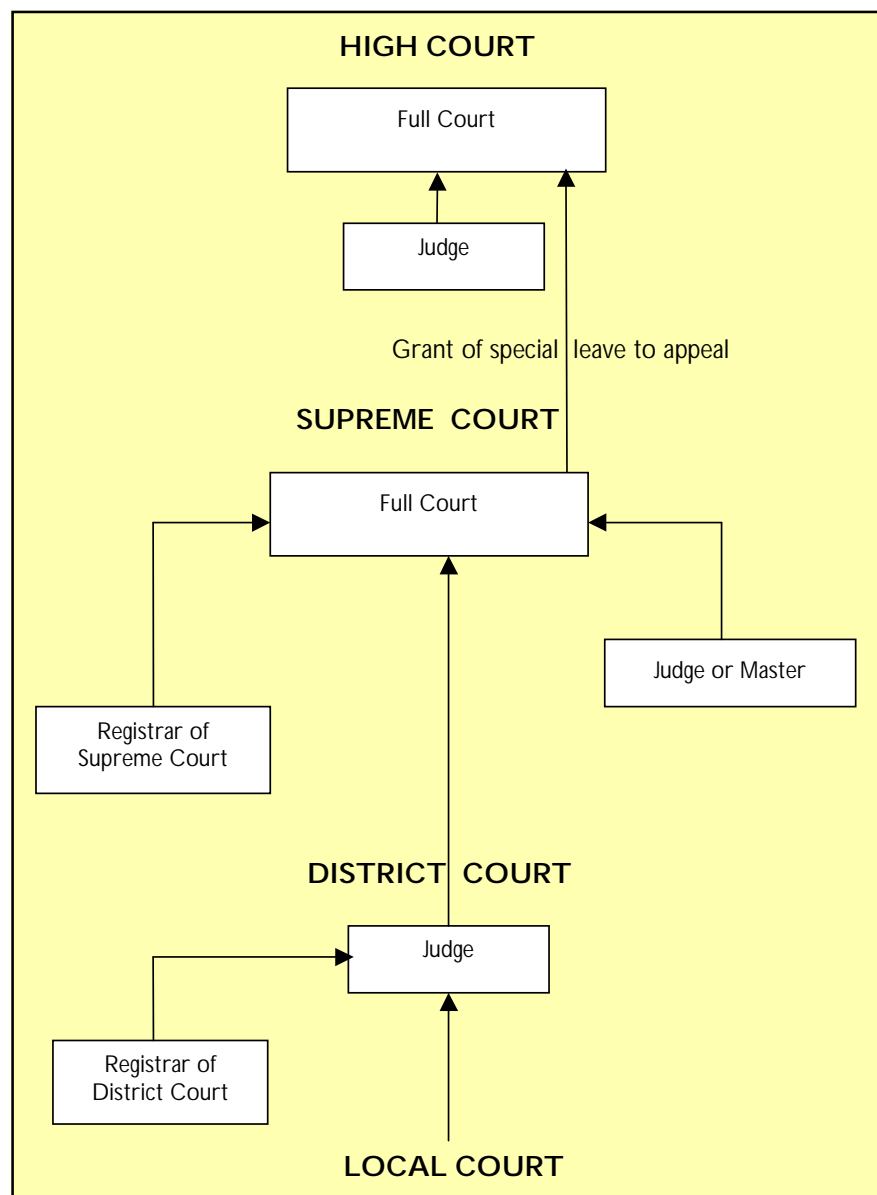 HIGH COURT
Full Court
Judge
Grant of special leave to appeal
SUPREME COURT
Full Court
Judge or Master
Registrar of
Supreme Court
DISTRICT COURT
Judge
Registrar of
District Court
LOCAL COURT